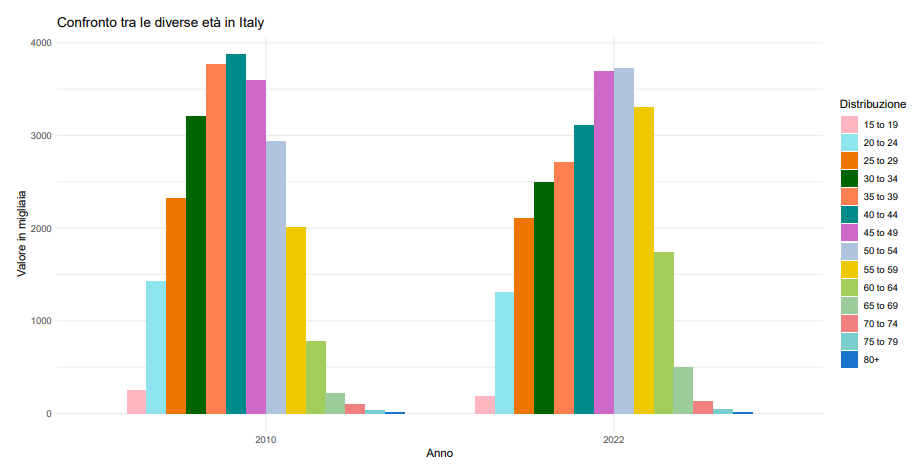 Confronto tra le diverse età in Italy
4000
3000
2000
1000
0
Valore in migliaia
2010
2022
Anno
Distribuzione
15 to 19
20 to 24
25 to 29
30 to 34
35 to 39
40 to 44
45 to 49
50 to 54
55 to 59
60 to 64
65 to 69
70 to 74
75 to 79
80+